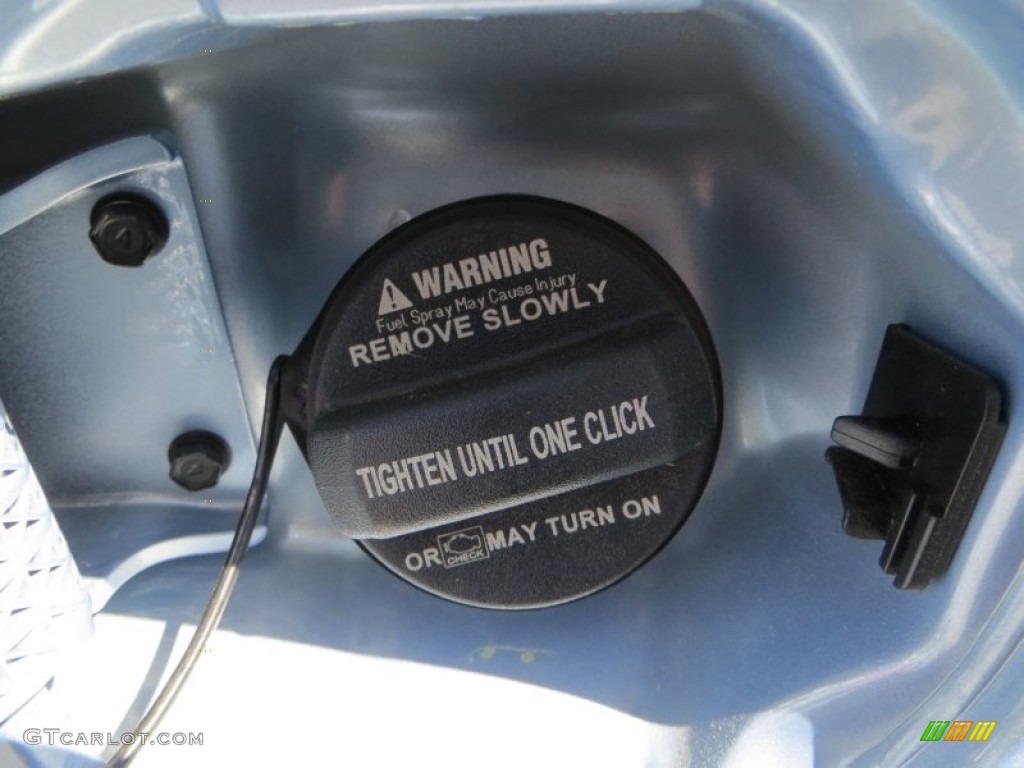 WARNING
Fuel Spray May Cause Injury
REMOVE SLOWLY
TIGHTEN UNTIL ONE CLICK
OR CHECK MAY TURN ON
GTCARLOT.COM